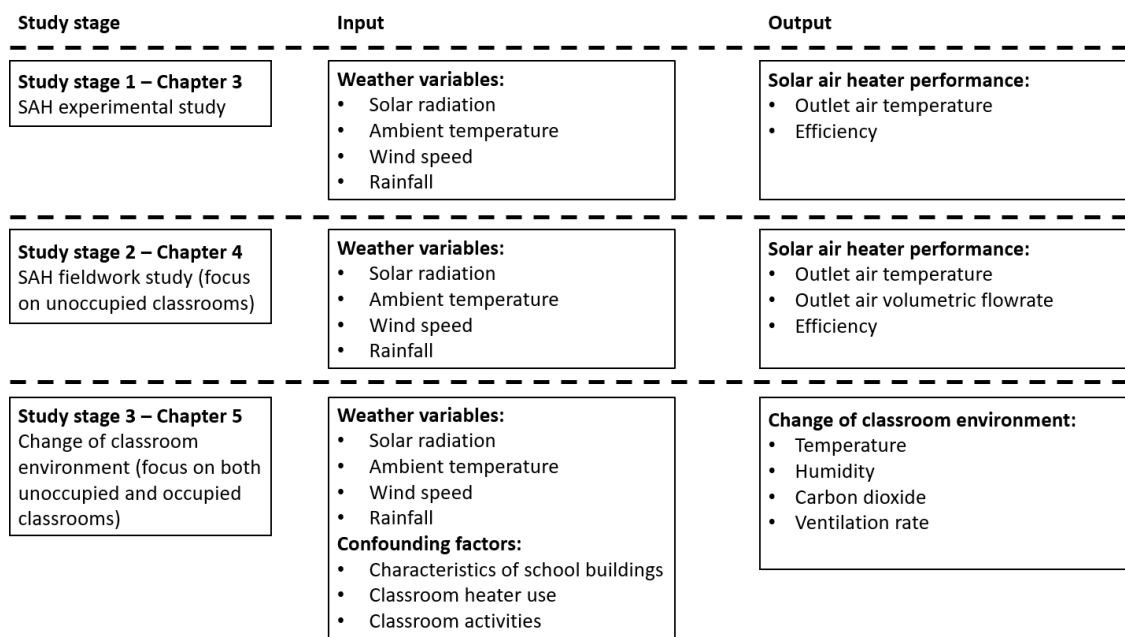 Study stage
Input
Output
Study stage 1 – Chapter 3
SAH experimental study
Weather variables:
• Solar radiation
• Ambient temperature
• Wind speed
• Rainfall
Solar air heater performance:
• Outlet air temperature
• Efficiency
Study stage 2 – Chapter 4
SAH fieldwork study (focus
on unoccupied classrooms)
Weather variables:
• Solar radiation
• Ambient temperature
• Wind speed
• Rainfall
Solar air heater performance:
• Outlet air temperature
• Outlet air volumetric flowrate
• Efficiency
Study stage 3 – Chapter 5
Change of classroom
environment (focus on both
unoccupied and occupied
classrooms)
Weather variables:
• Solar radiation
• Ambient temperature
• Wind speed
• Rainfall
Confounding factors:
• Characteristics of school buildings
• Classroom heater use
• Classroom activities
Change of classroom environment:
• Temperature
• Humidity
• Carbon dioxide
• Ventilation rate